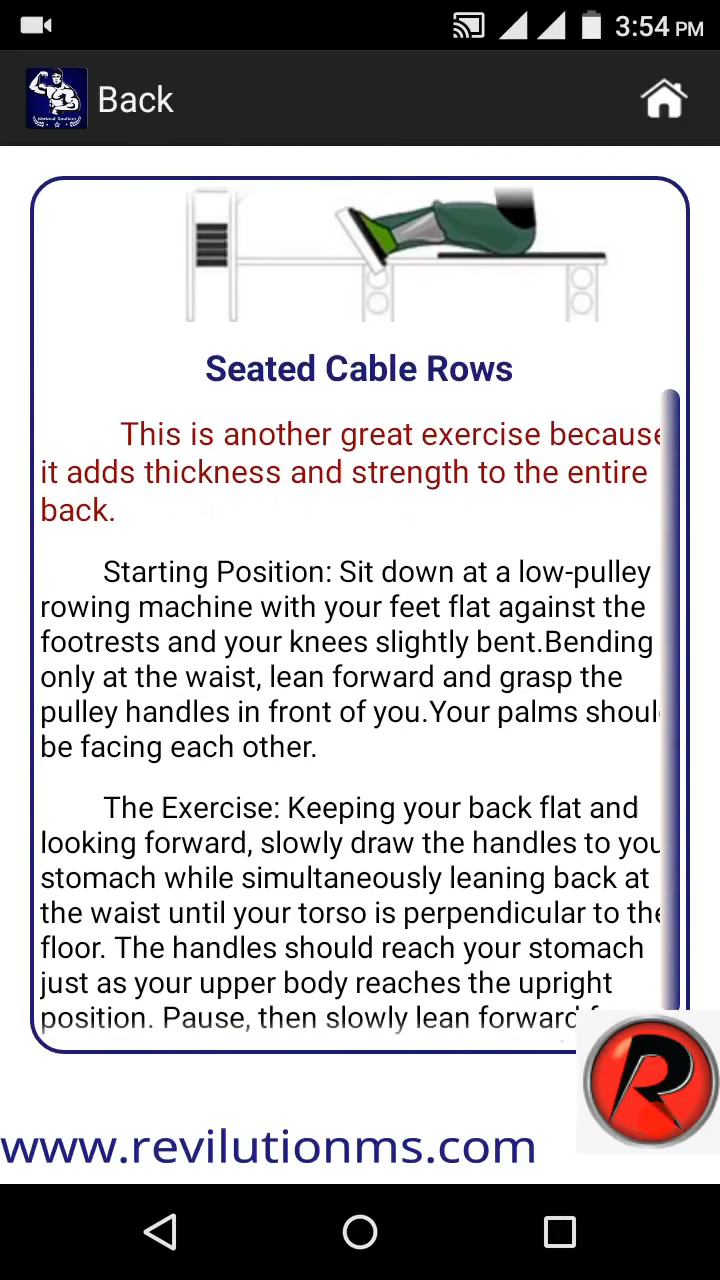 3:54 PM
Back
Seated Cable Rows
This is another great exercise because
it adds thickness and strength to the entire
back.
Starting Position: Sit down at a low-pulley
rowing machine with your feet flat against the
footrests and your knees slightly bent.Bending
only at the waist, lean forward and grasp the
pulley handles in front of you.Your palms shoul
be facing each other.
The Exercise: Keeping your back flat and
looking forward, slowly draw the handles to you
stomach while simultaneously leaning back at
the waist until your torso is perpendicular to the
floor. The handles should reach your stomach
just as your upper body reaches the upright
position. Pause, then slowly lean forward
R
www.revilutionms.com